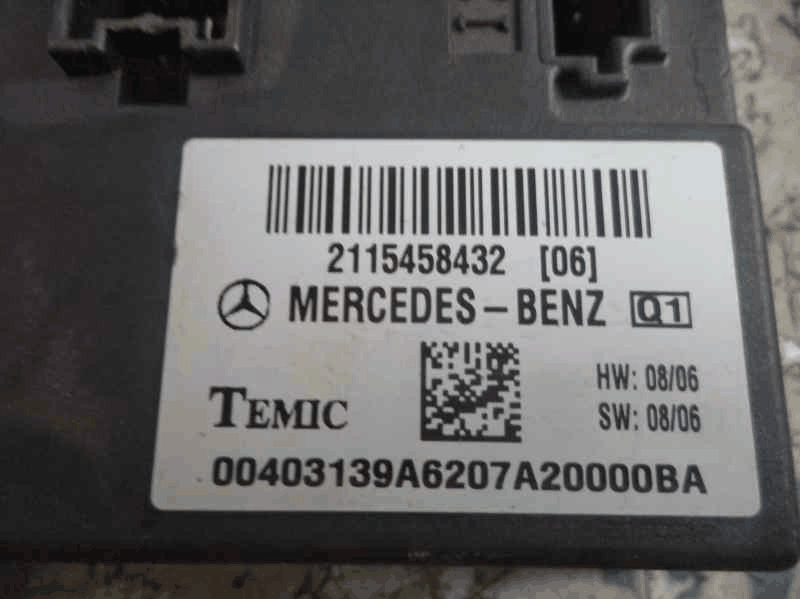 2115458432 [06]
MERCEDES-BENZ Q1
HW: 08/06
TEMIC
SW: 08/06
00403139A6207A20000BA